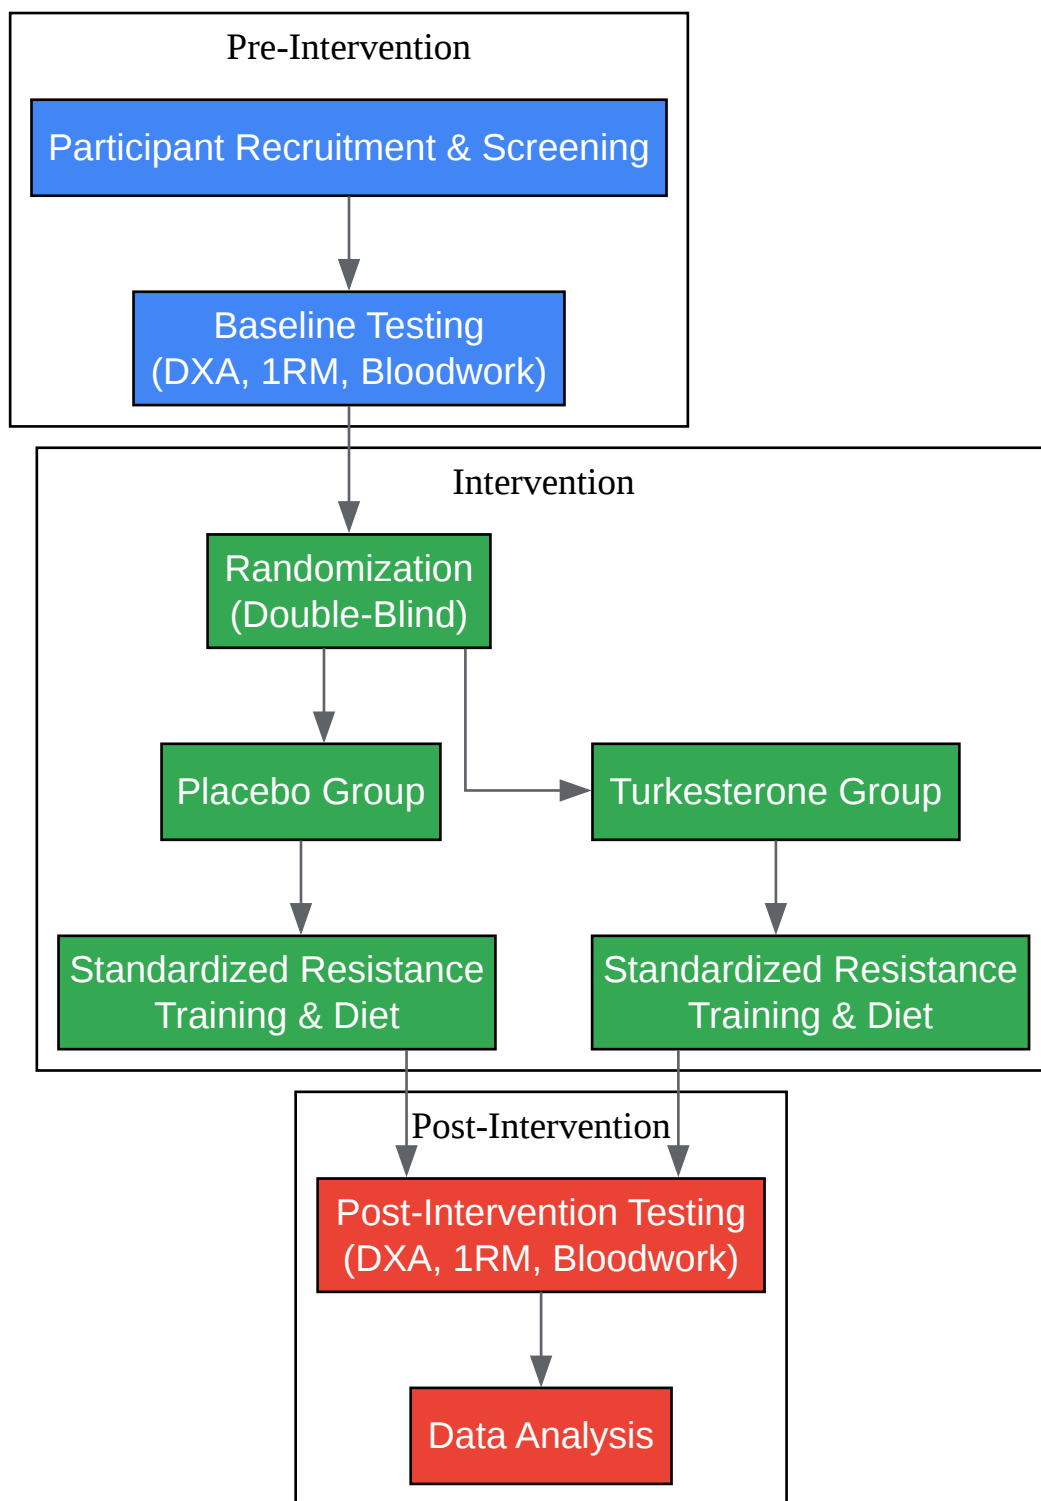 Pre-Intervention
Participant Recruitment & Screening
Baseline Testing
(DXA, 1RM, Bloodwork)
Intervention
Randomization
(Double-Blind)
Placebo Group
Turkesterone Group
Standardized Resistance
Training & Diet
Standardized Resistance
Training & Diet
Post-Intervention
Post-Intervention Testing
(DXA, 1RM, Bloodwork)
Data Analysis